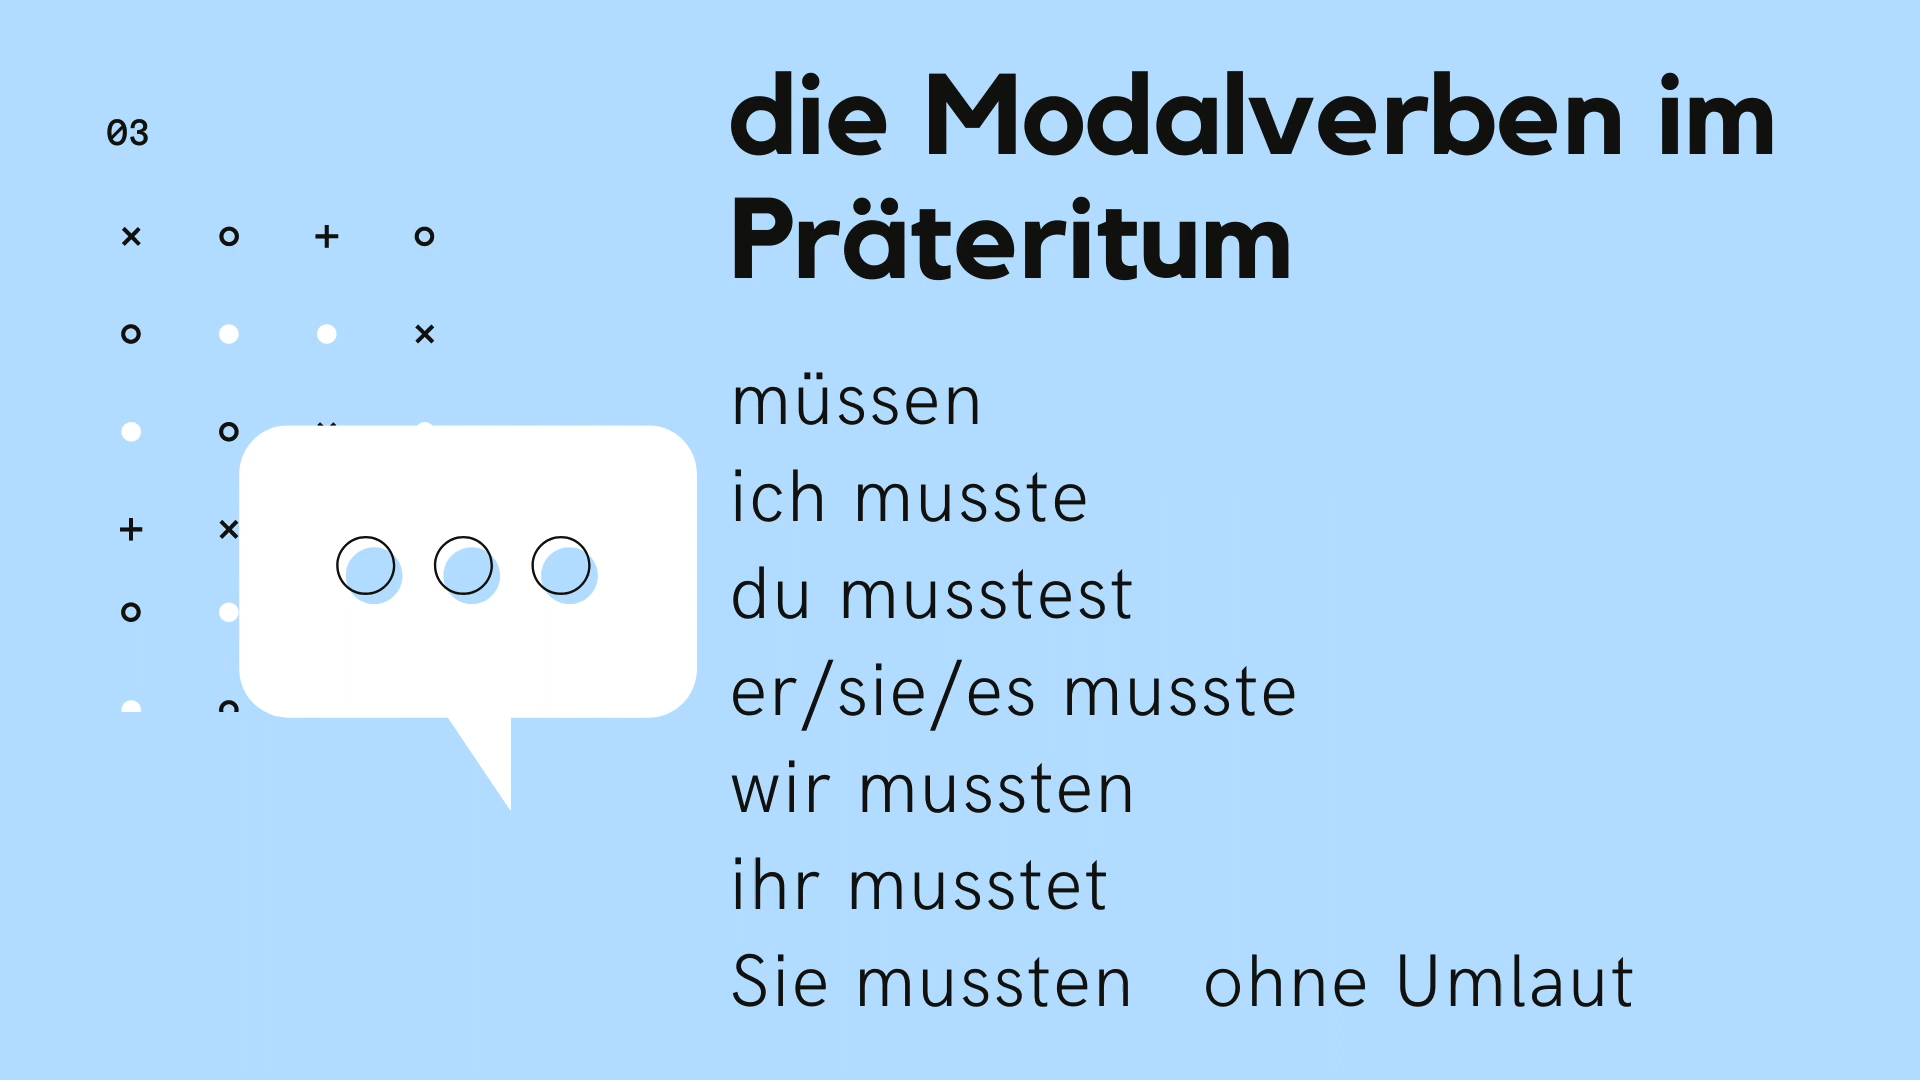 03
die Modalverben im
Präteritum
müssen
ich musste
du musstest
er/sie/es musste
wir mussten
ihr musstet
Sie mussten ohne Umlaut